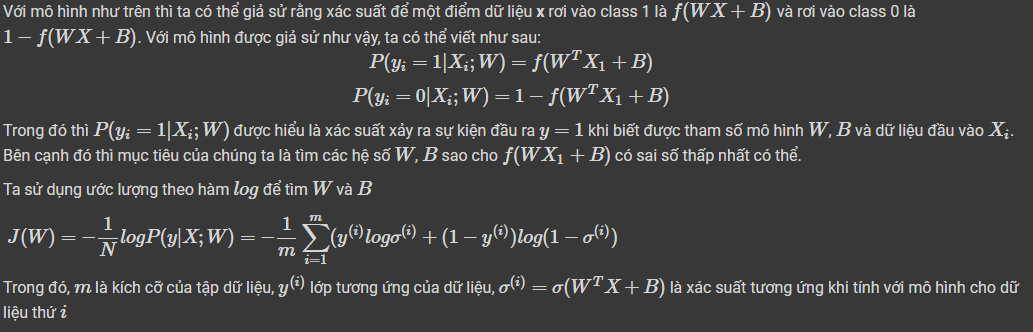 Với mô hình như trên thì ta có thể giả sử rằng xác suất để một điểm dữ liệu x rơi vào class 1 là f(WX + B) và rơi vào class 0 là
1 − f(WX + B). Với mô hình được giả sử như vậy, ta có thể viết như sau:
P(y_i = 1|X_i; W) = f(W^T X_1 + B)
P(y_i = 0|X_i; W) = 1 − f(W^T X_1 + B)
Trong đó thì P(y_i = 1|X_i; W) được hiểu là xác suất xảy ra sự kiện đầu ra y = 1 khi biết được tham số mô hình W, B và dữ liệu đầu vào X_i.
Bên cạnh đó thì mục tiêu của chúng ta là tìm các hệ số W, B sao cho f(WX_1 + B) có sai số thấp nhất có thể.
Ta sử dụng ước lượng theo hàm log để tìm W và B
J(W) = −\frac{1}{N} logP(y|X; W) = −\frac{1}{m} \sum_{i=1}^{m} (y^{(i)} logσ^{(i)} + (1 − y^{(i)})log(1 − σ^{(i)})
Trong đó, m là kích cỡ của tập dữ liệu, y^{(i)} lớp tương ứng của dữ liệu, σ^{(i)} = σ(W^T X + B) là xác suất tương ứng khi tính với mô hình cho dữ
liệu thứ i